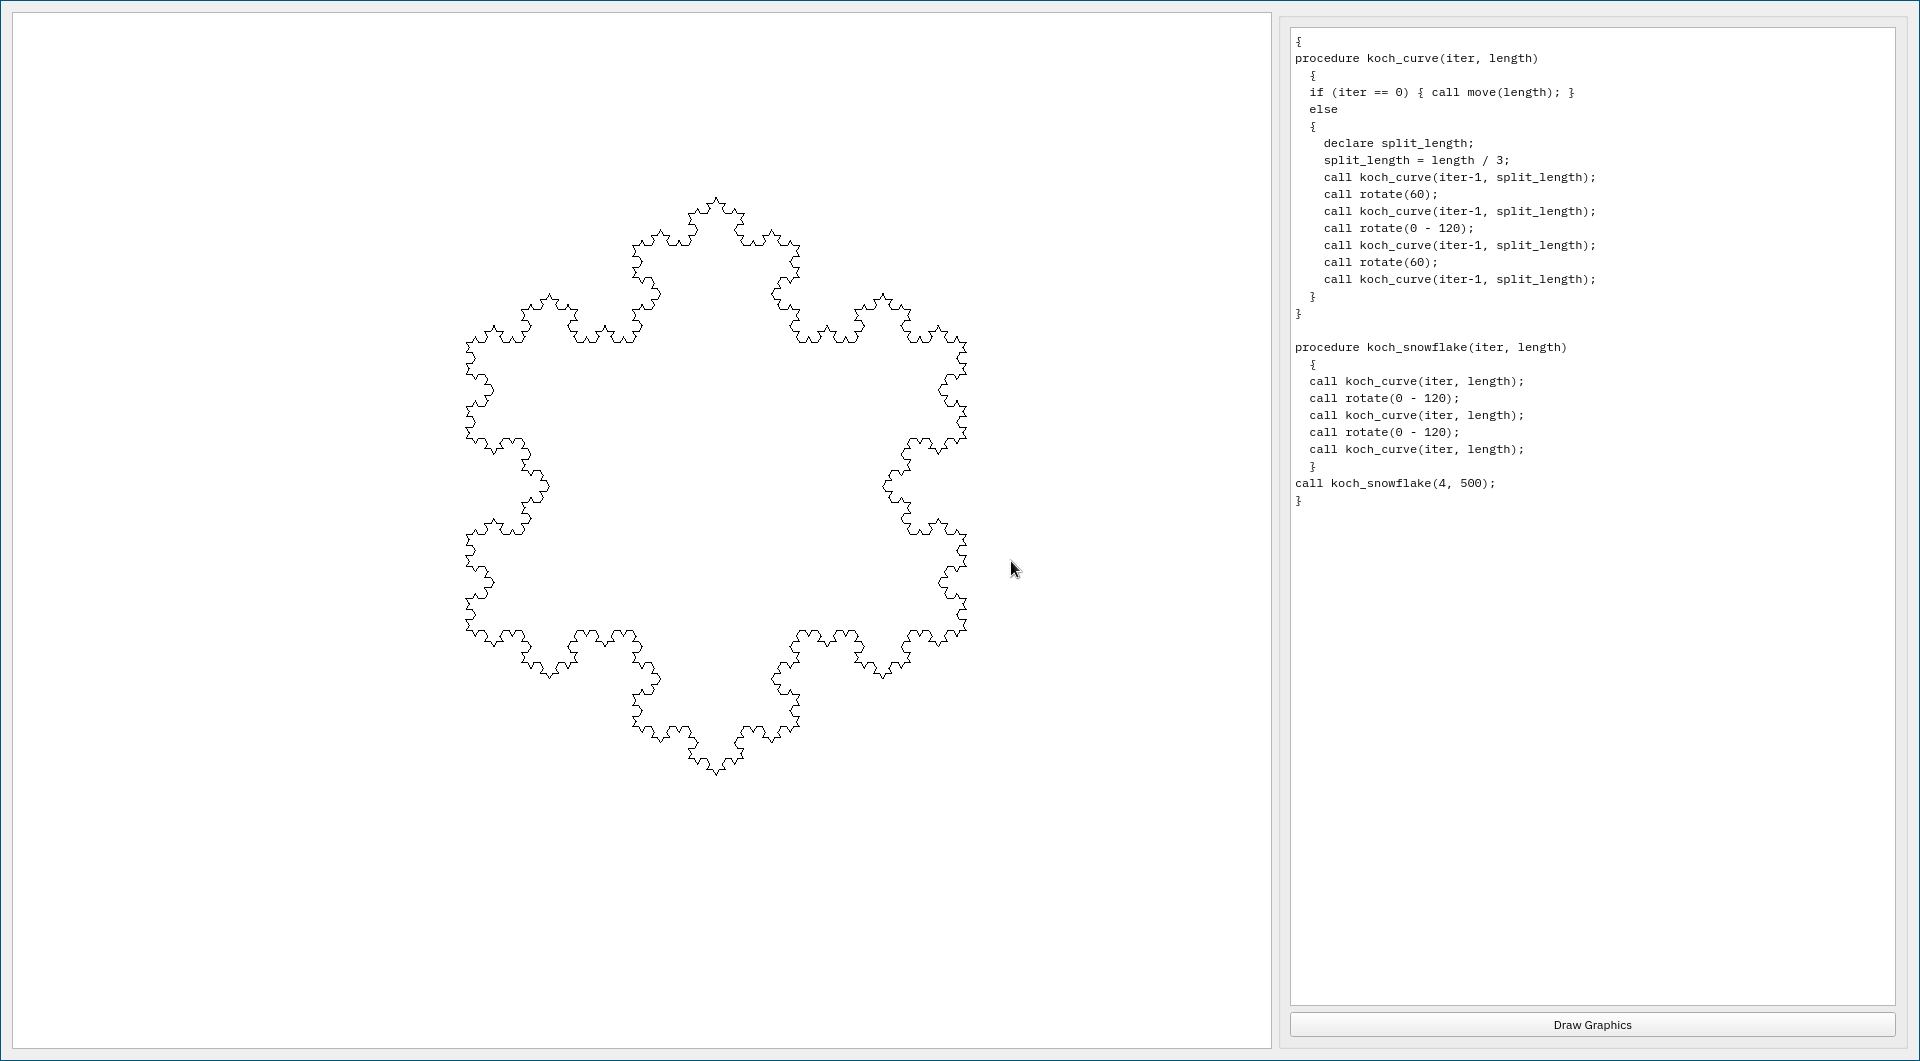 {
procedure koch_curve(iter, length)
  {
  if (iter == 0) { call move(length); }
  else
  {
    declare split_length;
    split_length = length / 3;
    call koch_curve(iter-1, split_length);
    call rotate(60);
    call koch_curve(iter-1, split_length);
    call rotate(0 - 120);
    call koch_curve(iter-1, split_length);
    call rotate(60);
    call koch_curve(iter-1, split_length);
  }
}

procedure koch_snowflake(iter, length)
  {
  call koch_curve(iter, length);
  call rotate(0 - 120);
  call koch_curve(iter, length);
  call rotate(0 - 120);
  call koch_curve(iter, length);
  }
call koch_snowflake(4, 500);
}
Draw Graphics